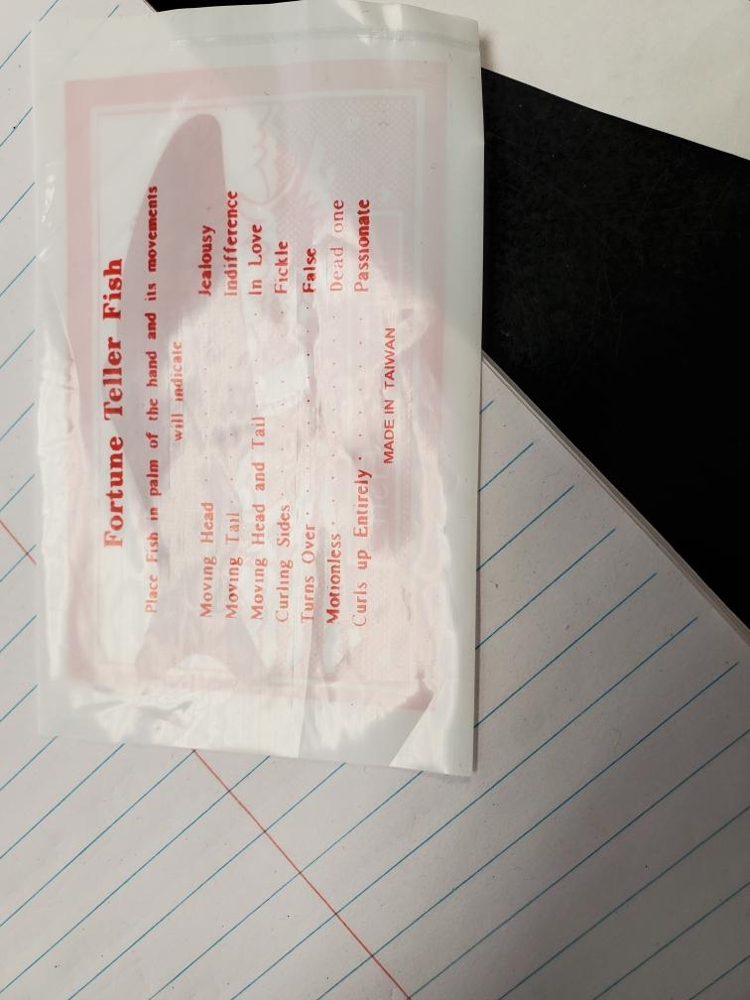 Fortune Teller Fish
Place Fish in palm of the hand and its movements
will indicate
Moving Head . . . . . . . Jealousy
Moving Tail . . . . . . Indifference
Moving Head and Tail . . . . In Love
Curling Sides . . . . . . . Fickle
Turns Over . . . . . . . . False
Motionless . . . . . . . Dead one
Curls up Entirely . . . . . Passionate
MADE IN TAIWAN